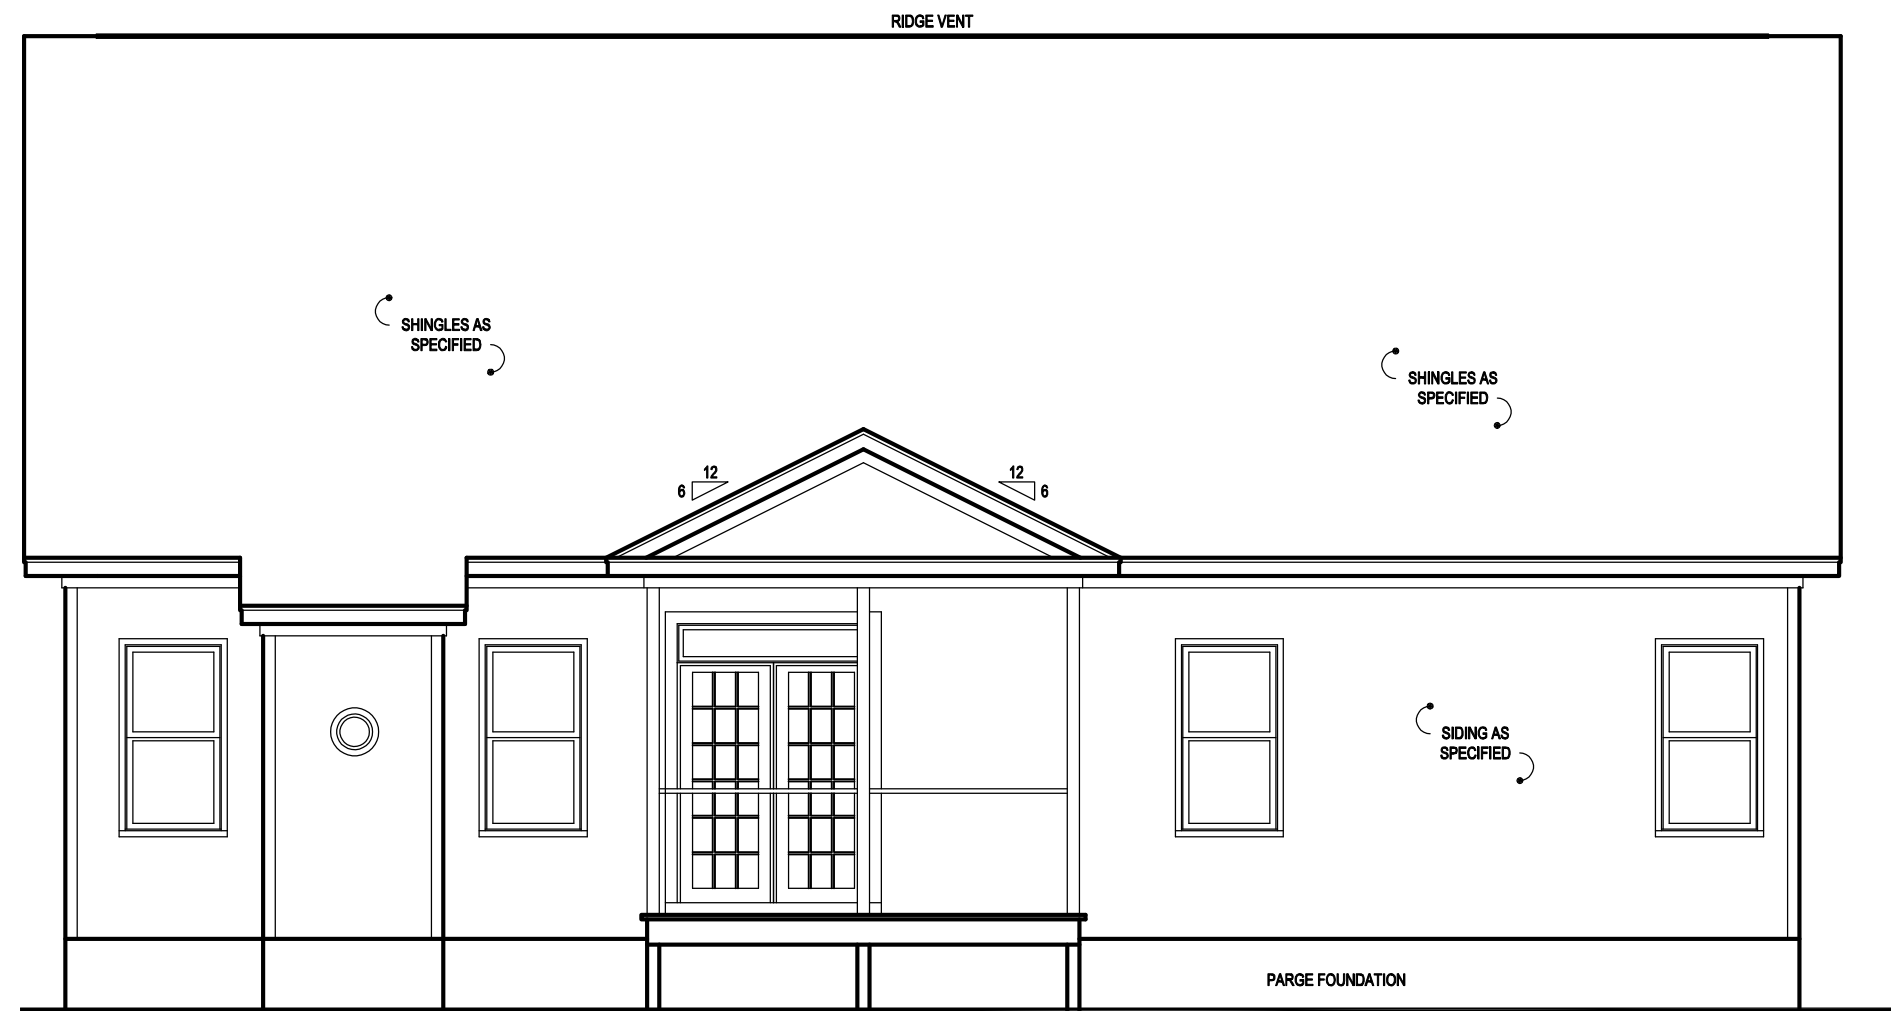 RIDGE VENT
SHINGLES AS
SPECIFIED
SHINGLES AS
SPECIFIED
12
6
12
6
SIDING AS
SPECIFIED
PARGE FOUNDATION